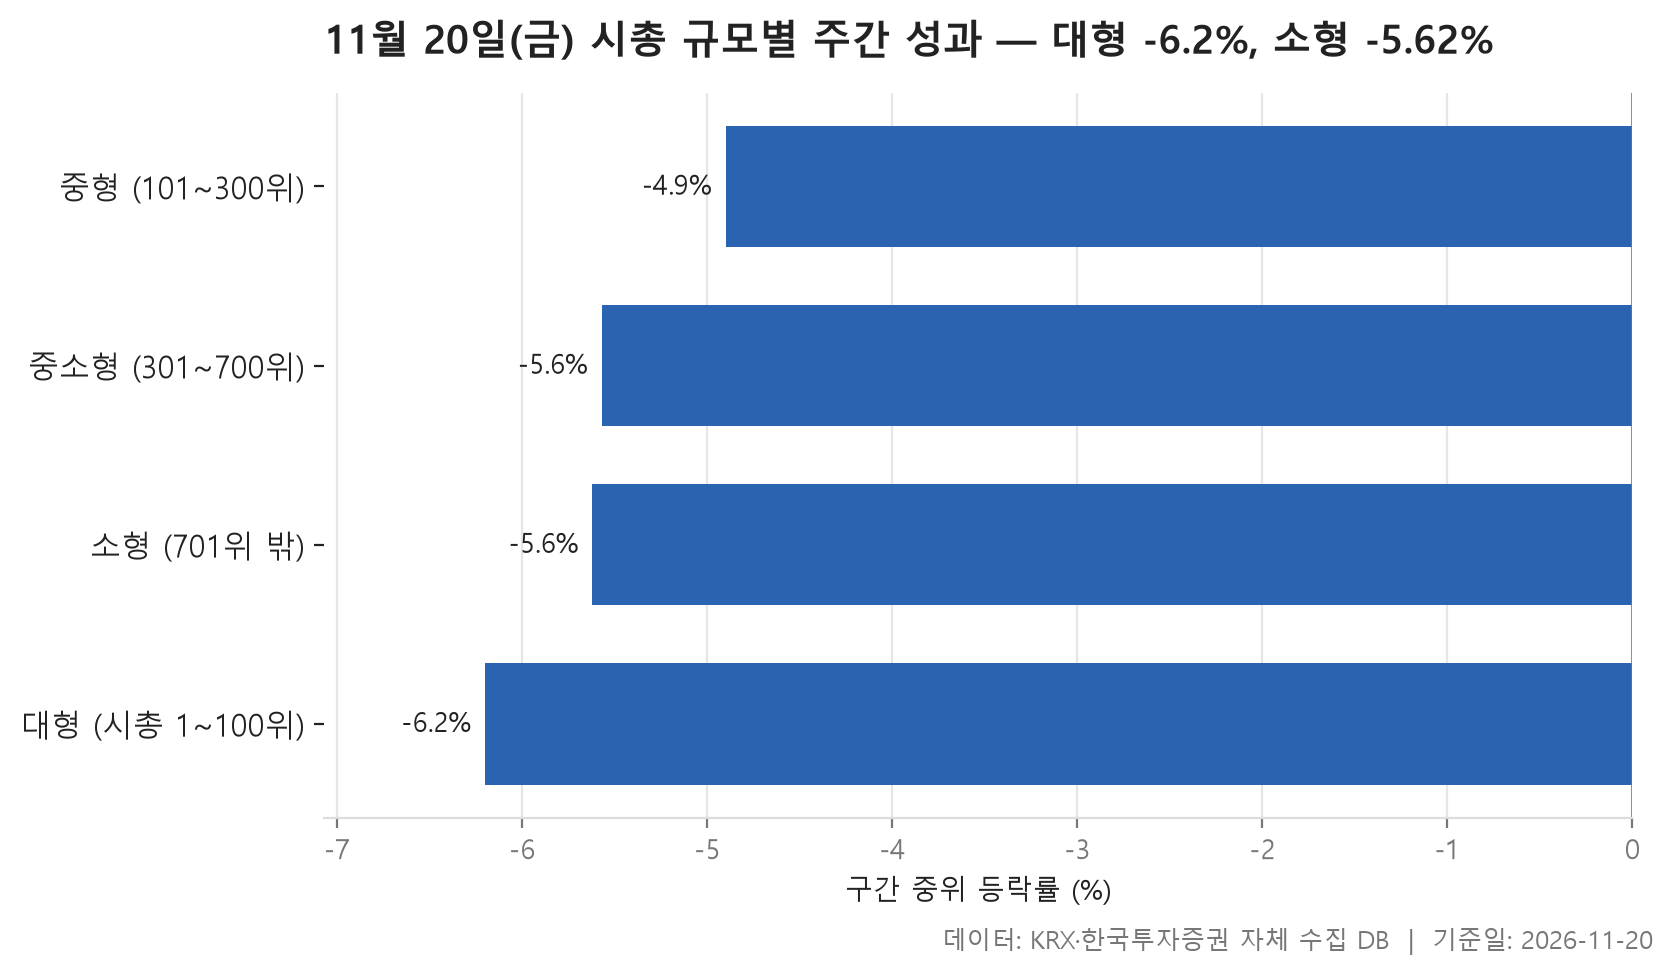 11월 20일(금) 시총 규모별 주간 성과 — 대형 -6.2%, 소형 -5.62%
중형 (101~300위)
-4.9%
중소형 (301~700위)
-5.6%
소형 (701위 밖)
-5.6%
대형 (시총 1~100위)
-6.2%
-7 -6 -5 -4 -3 -2 -1 0
구간 중위 등락률 (%)
데이터: KRX·한국투자증권 자체 수집 DB | 기준일: 2026-11-20